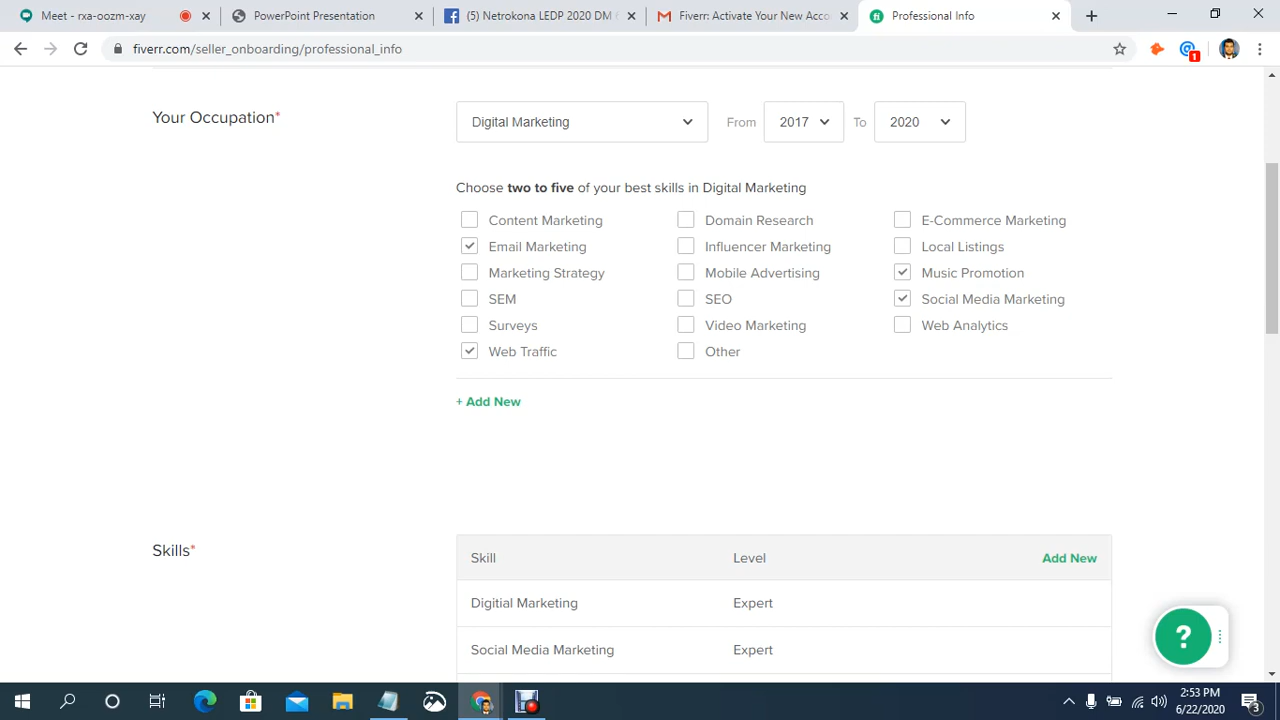 Meet - rxa-oozm-xay
PowerPoint Presentation
(5) Netrokona LEDP 2020 DM
Fiverr: Activate Your New Acco
Professional Info
fiverr.com/seller_onboarding/professional_info
1
Your Occupation*
Digital Marketing
From
2017
To
2020
Choose two to five of your best skills in Digital Marketing
Content Marketing
Domain Research
E-Commerce Marketing
Email Marketing
Influencer Marketing
Local Listings
Marketing Strategy
Mobile Advertising
Music Promotion
SEM
SEO
Social Media Marketing
Surveys
Video Marketing
Web Analytics
Web Traffic
Other
+ Add New
Skills*
Skill
Level
Add New
Digitial Marketing
Expert
Social Media Marketing
Expert
?
2:53 PM
6/22/2020
3